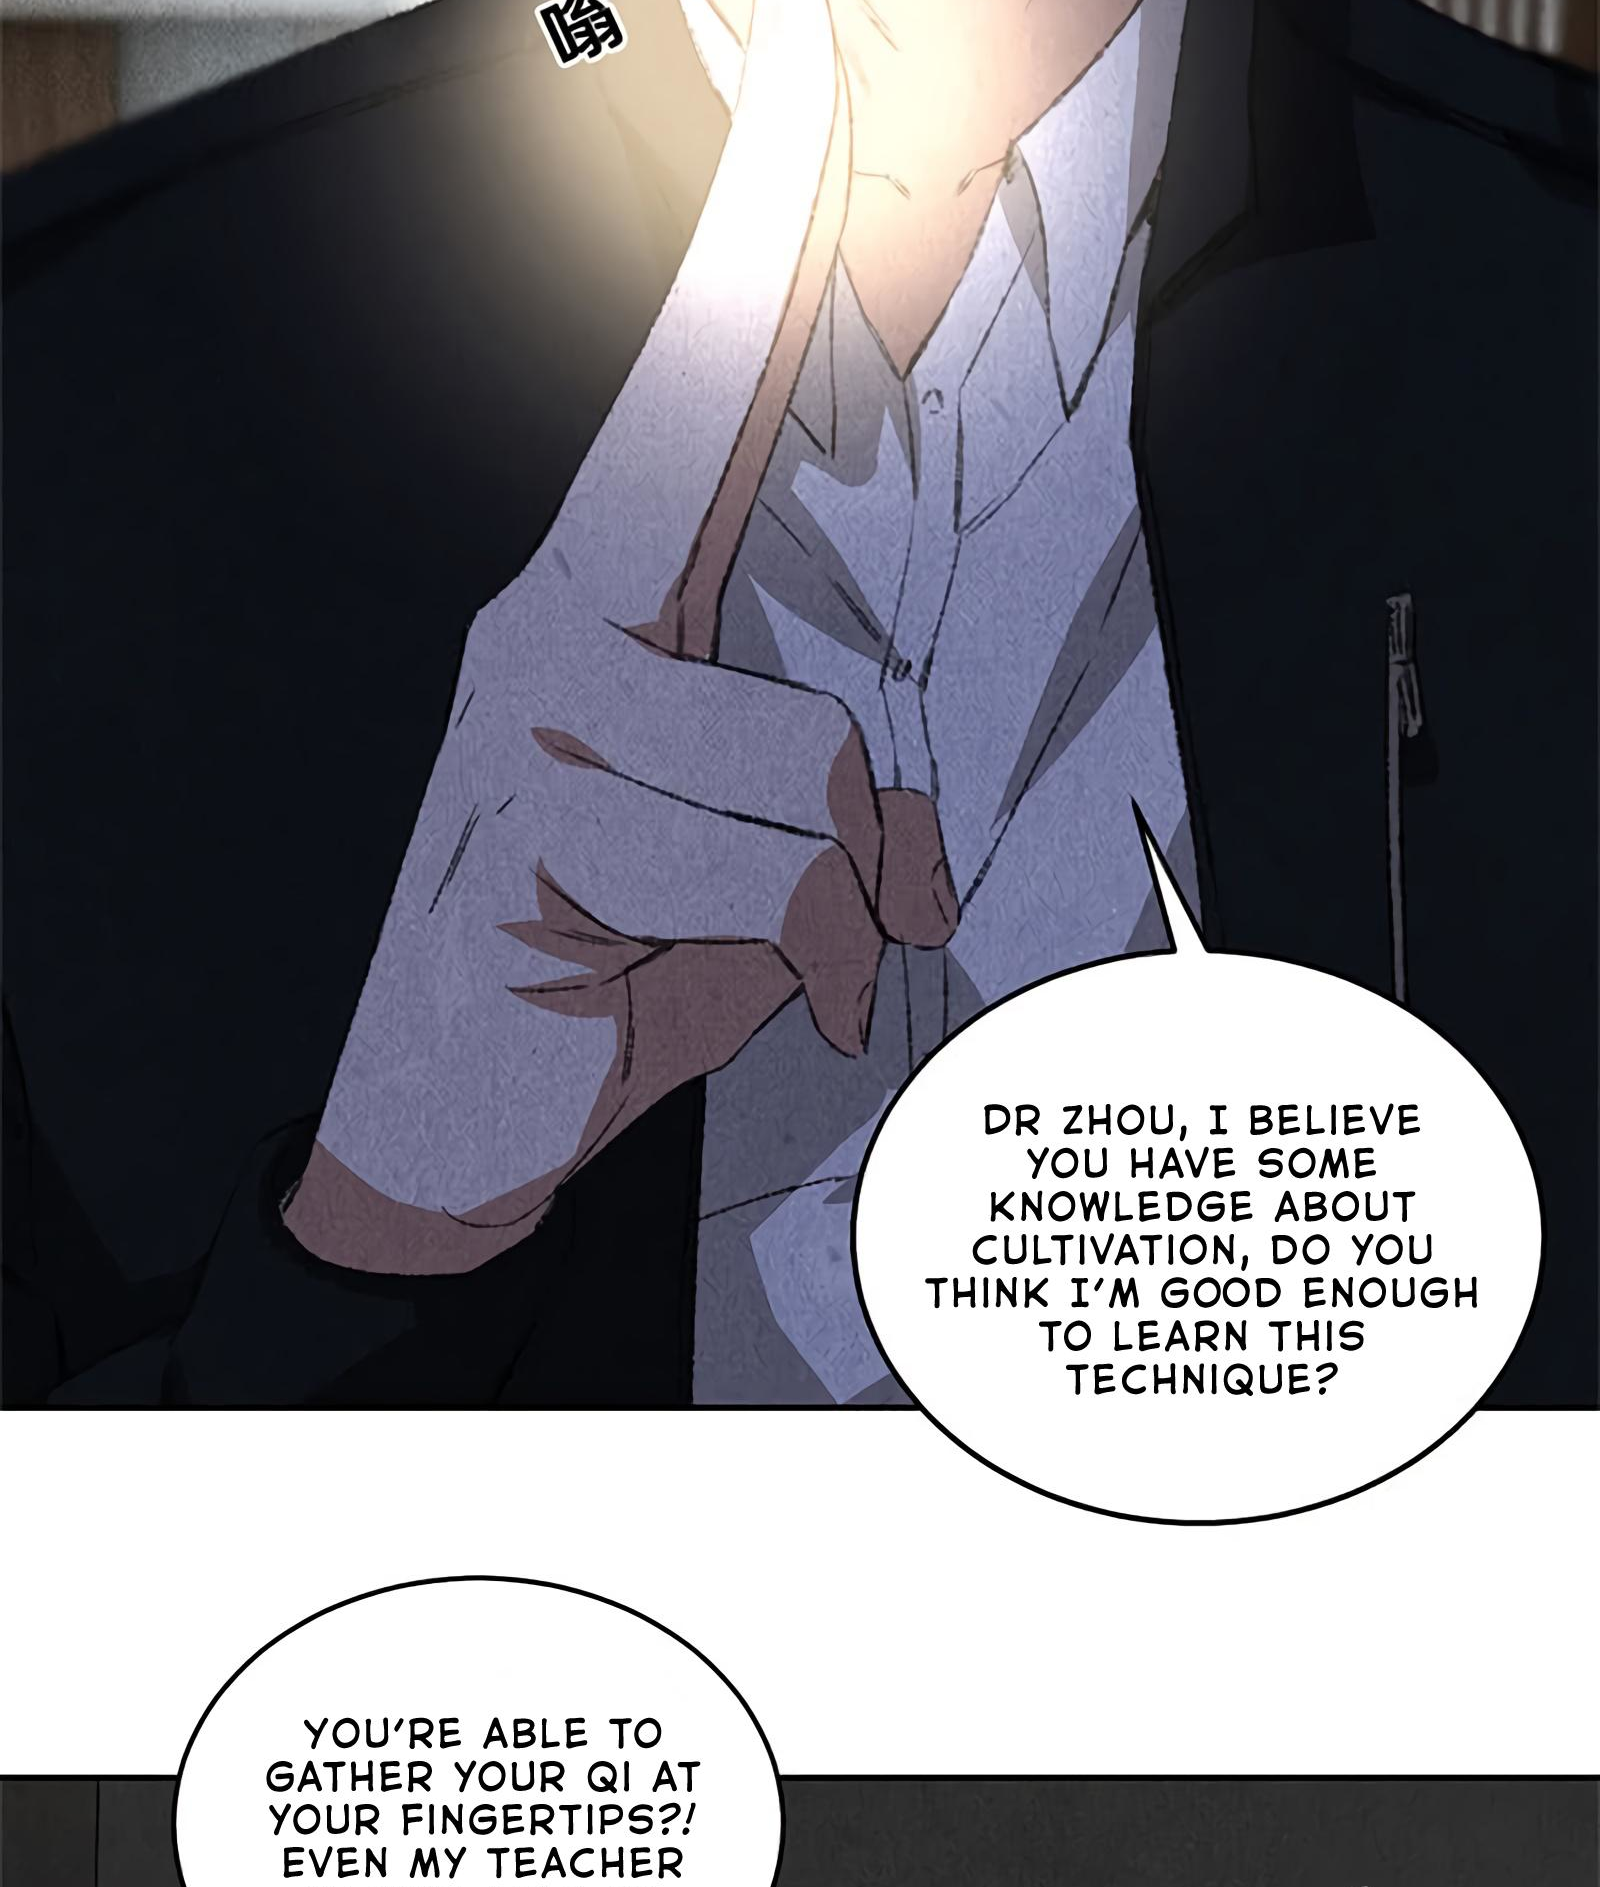 嗡
DR ZHOU, I BELIEVE
YOU HAVE SOME
KNOWLEDGE ABOUT
CULTIVATION, DO YOU
THINK I'M GOOD ENOUGH
TO LEARN THIS
TECHNIQUE?
YOU'RE ABLE TO
GATHER YOUR QI AT
YOUR FINGERTIPS?!
EVEN MY TEACHER